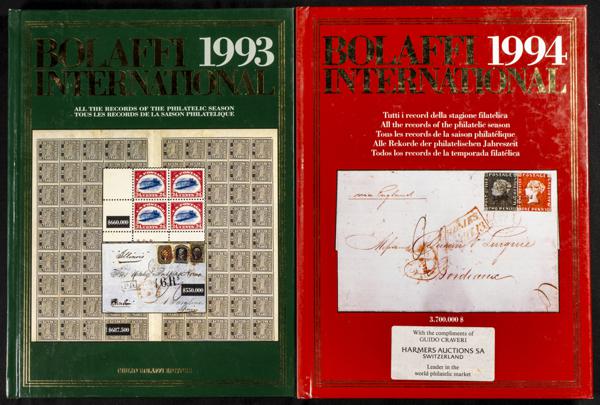 BOLAFFI 1993
INTERNATIONAL
ALL THE RECORDS OF THE PHILATELIC SEASON
TOUS LES RECORDS DE LA SAISON PHILATELIQUE
$660.000
$550.000
$687.500
GIULIO BOLAFFI EDITORE
BOLAFFI 1994
INTERNATIONAL
Tutti i record della stagione filatelica
All the records of the philatelic season
Tous les records de la saison philatélique
Alle Rekorde der philatelischen Jahreszeit
Todos los records de la temporada filatélica
via England
Bordeaux
3.700.000 $
With the compliments of
GUIDO CRAVERI
HARMERS AUCTIONS SA
SWITZERLAND
Leader in the
world philatelic market